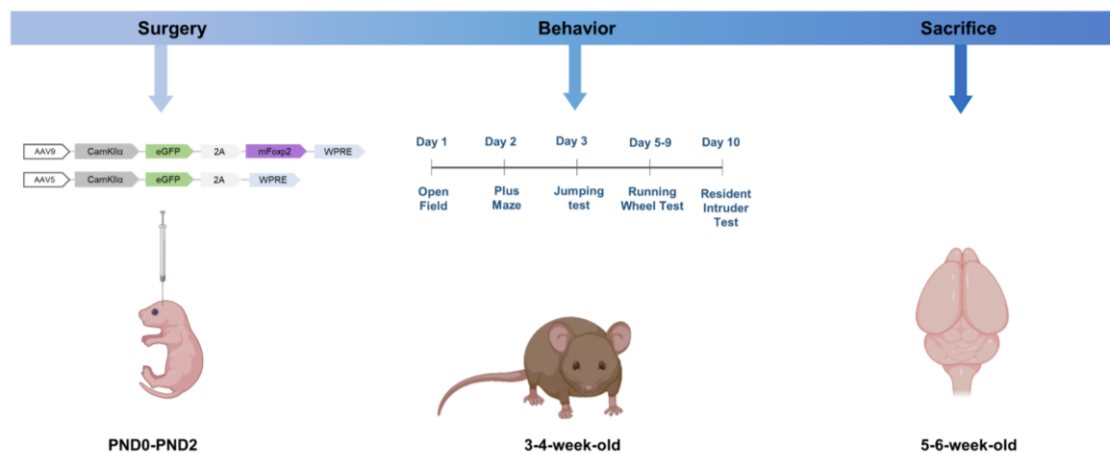 Surgery
Behavior
Sacrifice
AAV9 CamKIIα eGFP 2A mFoxp2 WPRE
AAV5 CamKIIα eGFP 2A WPRE
Day 1 Day 2 Day 3 Day 5-9 Day 10
Open
Field
Plus
Maze
Jumping
test
Running
Wheel Test
Resident
Intruder
Test
PND0-PND2
3-4-week-old
5-6-week-old